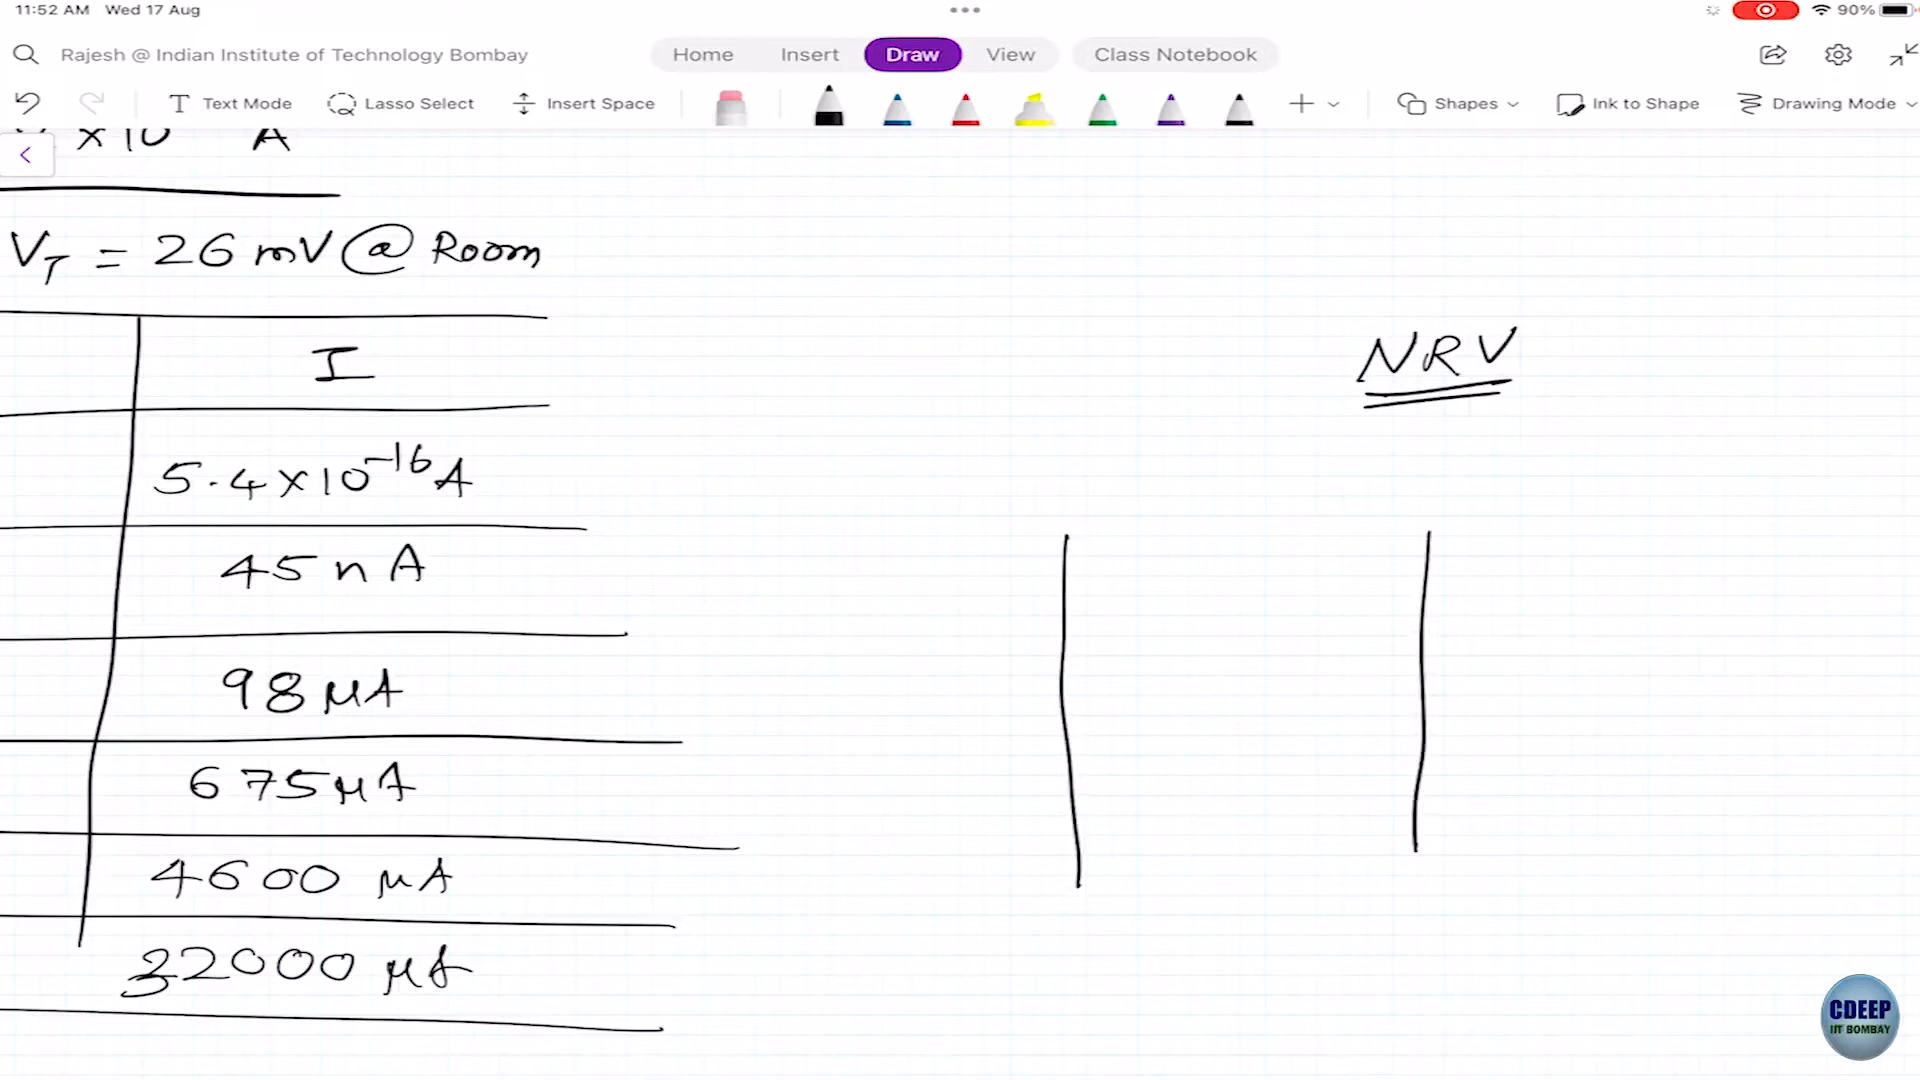 11:52 AM Wed 17 Aug
90%
Rajesh @ Indian Institute of Technology Bombay
Home Insert Draw View Class Notebook
Text Mode Lasso Select Insert Space Shapes Ink to Shape Drawing Mode
x10 A
VT = 26 mV @ Room
I
NRV
5.4x10-16 A
45 nA
98 μA
675 μA
4600 μA
32000 μA
CDEEP
IIT BOMBAY